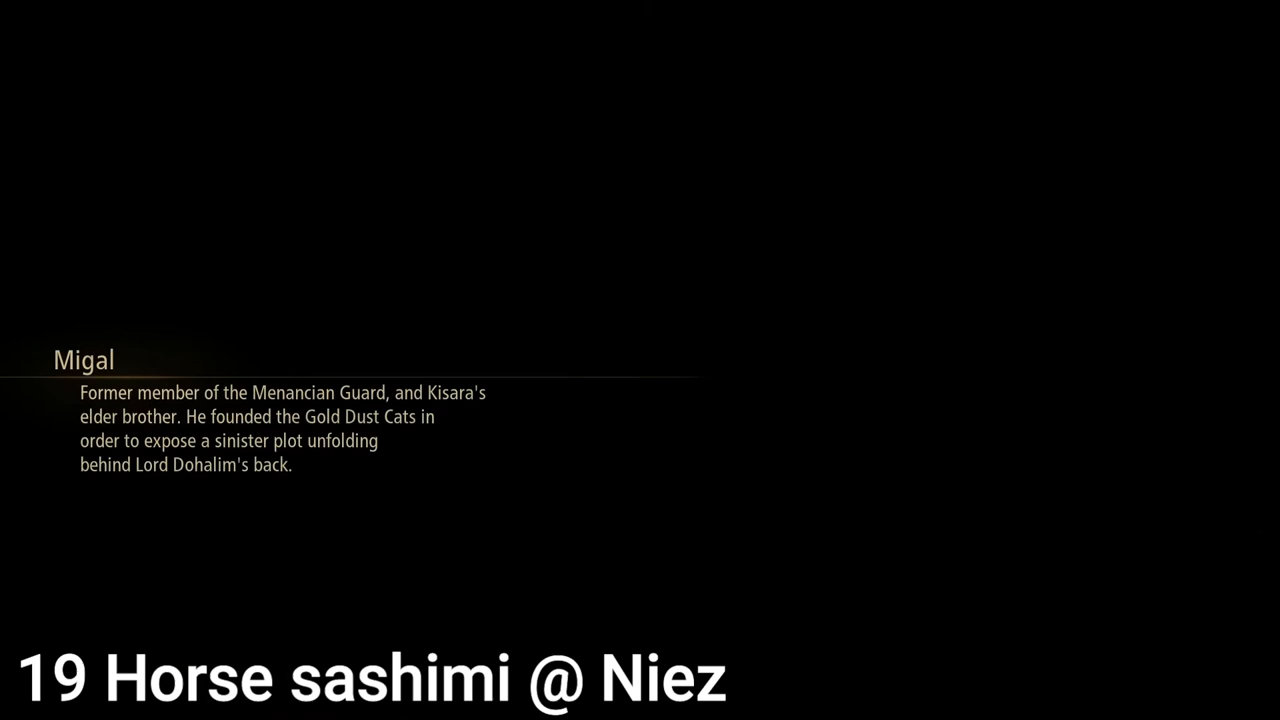 Migal
Former member of the Menancian Guard, and Kisara's
elder brother. He founded the Gold Dust Cats in
order to expose a sinister plot unfolding
behind Lord Dohalim's back.
19 Horse sashimi @ Niez